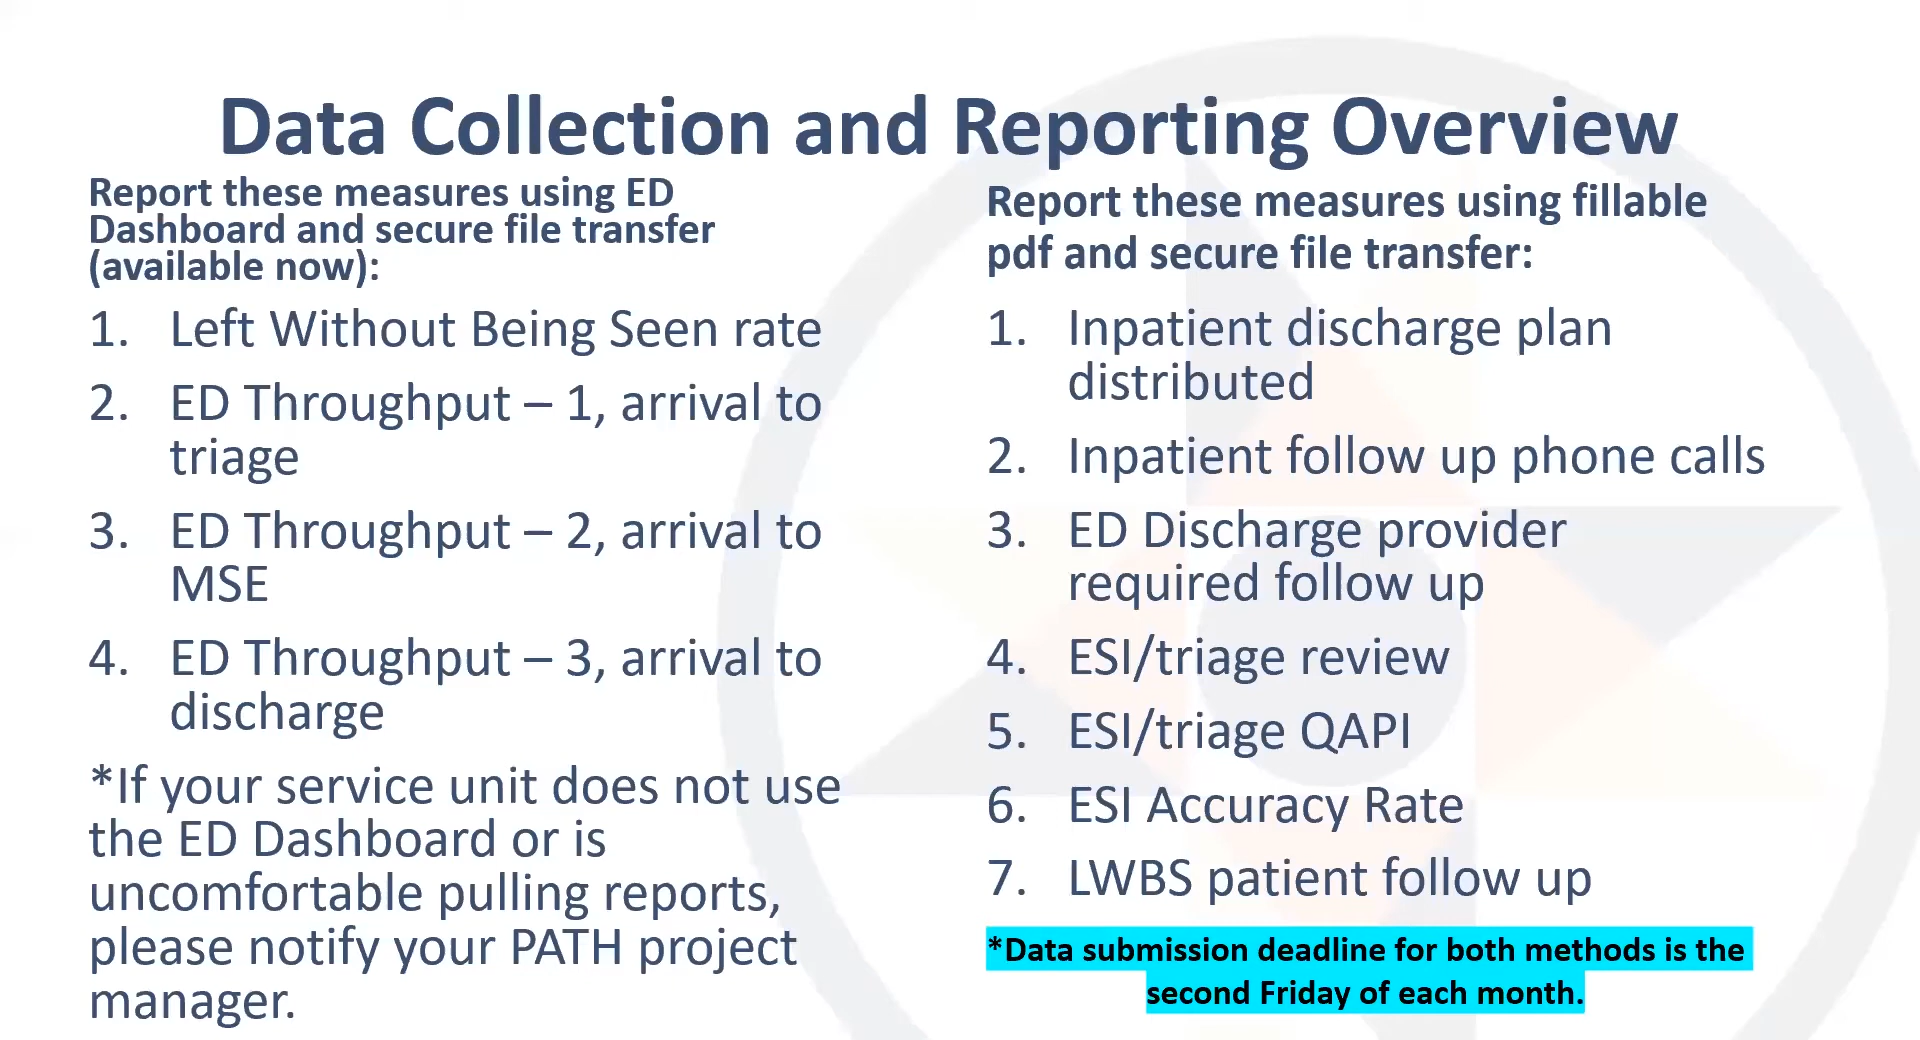 Data Collection and Reporting Overview
Report these measures using ED
Dashboard and secure file transfer
(available now):
1. Left Without Being Seen rate
2. ED Throughput – 1, arrival to
triage
3. ED Throughput – 2, arrival to
MSE
4. ED Throughput – 3, arrival to
discharge
*If your service unit does not use
the ED Dashboard or is
uncomfortable pulling reports,
please notify your PATH project
manager.
Report these measures using fillable
pdf and secure file transfer:
1. Inpatient discharge plan
distributed
2. Inpatient follow up phone calls
3. ED Discharge provider
required follow up
4. ESI/triage review
5. ESI/triage QAPI
6. ESI Accuracy Rate
7. LWBS patient follow up
*Data submission deadline for both methods is the
second Friday of each month.